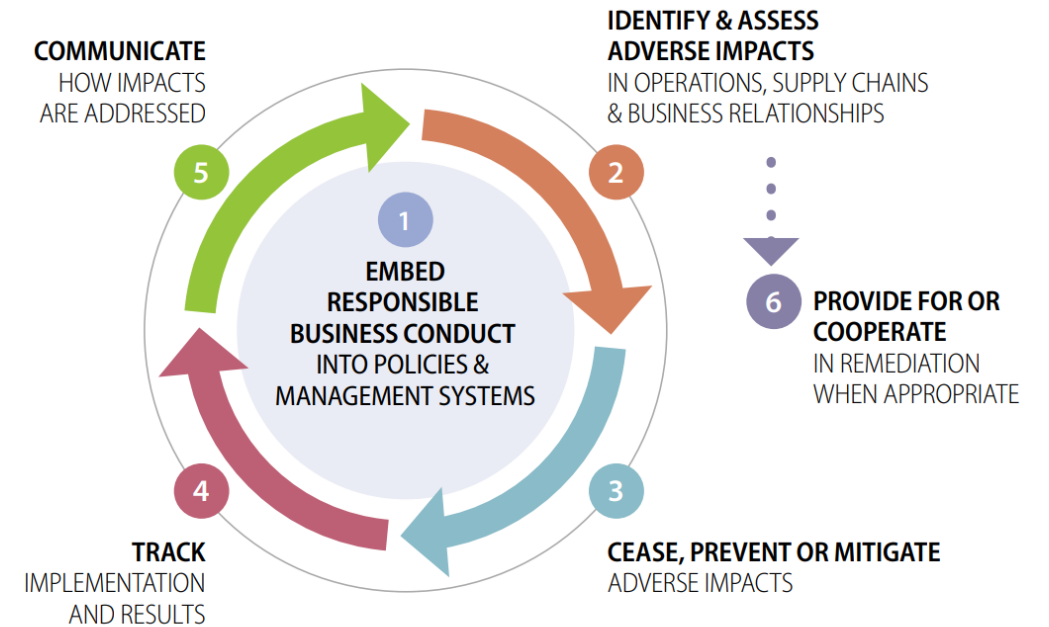 1
EMBED
RESPONSIBLE
BUSINESS CONDUCT
INTO POLICIES &
MANAGEMENT SYSTEMS
2
IDENTIFY & ASSESS
ADVERSE IMPACTS
IN OPERATIONS, SUPPLY CHAINS
& BUSINESS RELATIONSHIPS
3
CEASE, PREVENT OR MITIGATE
ADVERSE IMPACTS
4
TRACK
IMPLEMENTATION
AND RESULTS
5
COMMUNICATE
HOW IMPACTS
ARE ADDRESSED
6
PROVIDE FOR OR
COOPERATE
IN REMEDIATION
WHEN APPROPRIATE